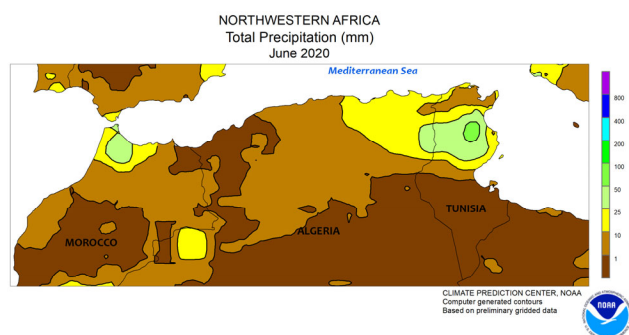 NORTHWESTERN AFRICA
Total Precipitation (mm)
June 2020
Mediterranean Sea
800
400
200
100
50
25
10
1
TUNISIA
ALGERIA
MOROCCO
CLIMATE PREDICTION CENTER, NOAA
Computer generated contours
Based on preliminary gridded data
NOAA